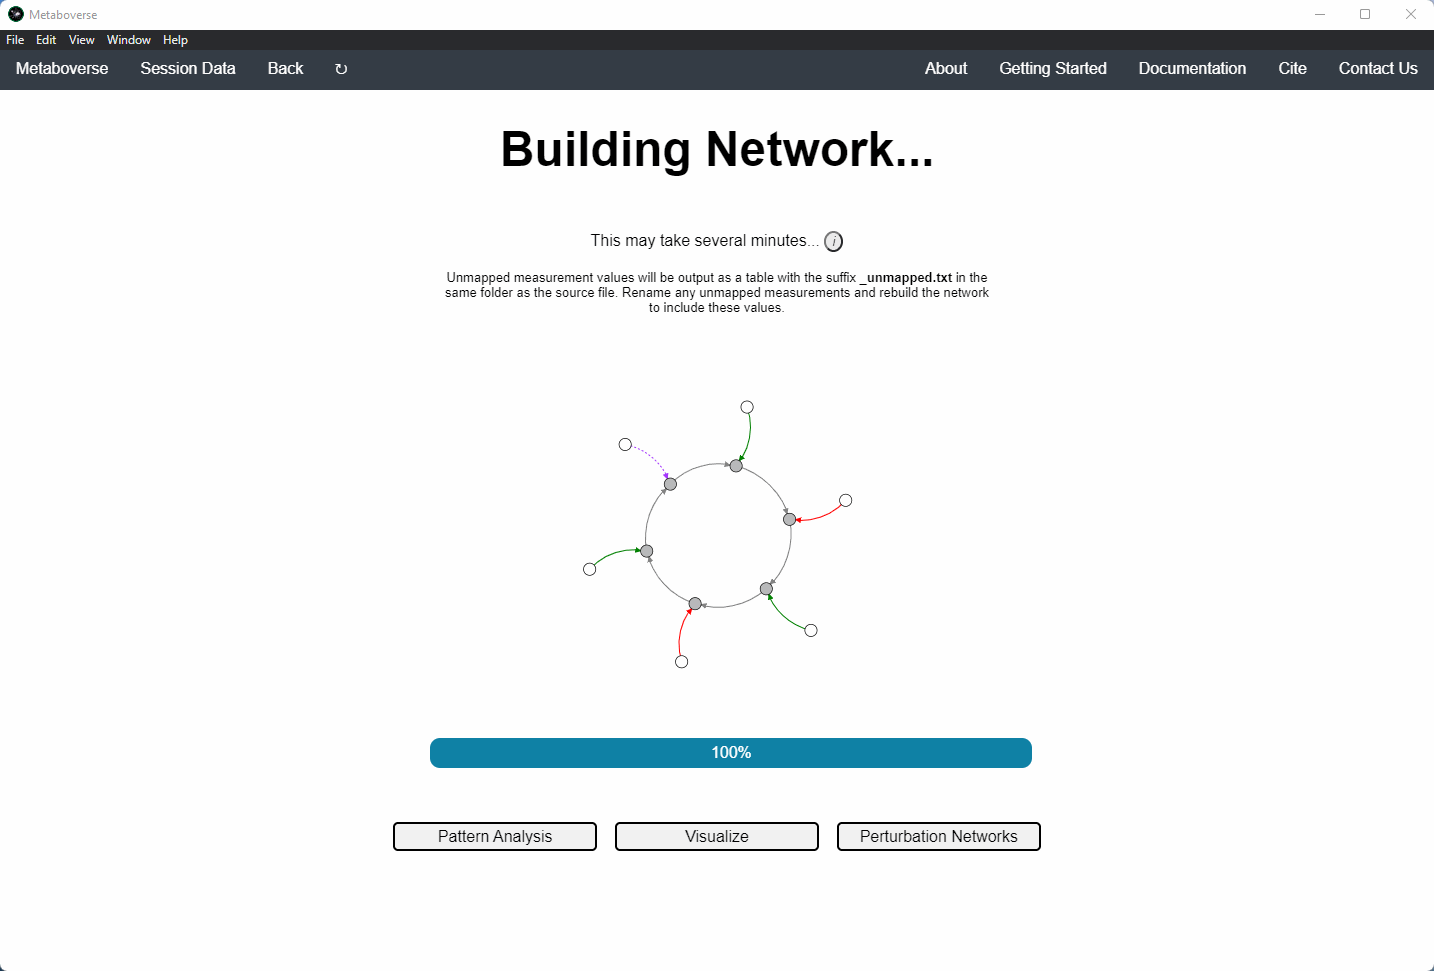 Metaboverse
File Edit View Window Help
Metaboverse Session Data Back ↻ About Getting Started Documentation Cite Contact Us
Building Network...
This may take several minutes... i
Unmapped measurement values will be output as a table with the suffix _unmapped.txt in the
same folder as the source file. Rename any unmapped measurements and rebuild the network
to include these values.
100%
Pattern Analysis Visualize Perturbation Networks